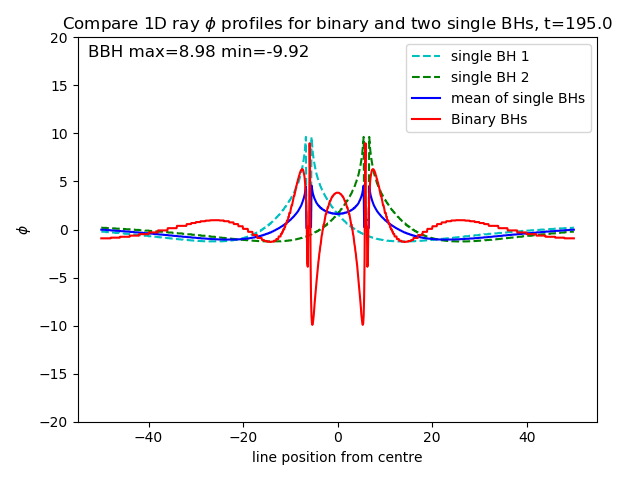 Compare 1D ray ϕ profiles for binary and two single BHs, t=195.0
BBH max=8.98 min=-9.92
single BH 1
single BH 2
mean of single BHs
Binary BHs
20
15
10
5
0
−5
−10
−15
−20
ϕ
−40
−20
0
20
40
line position from centre